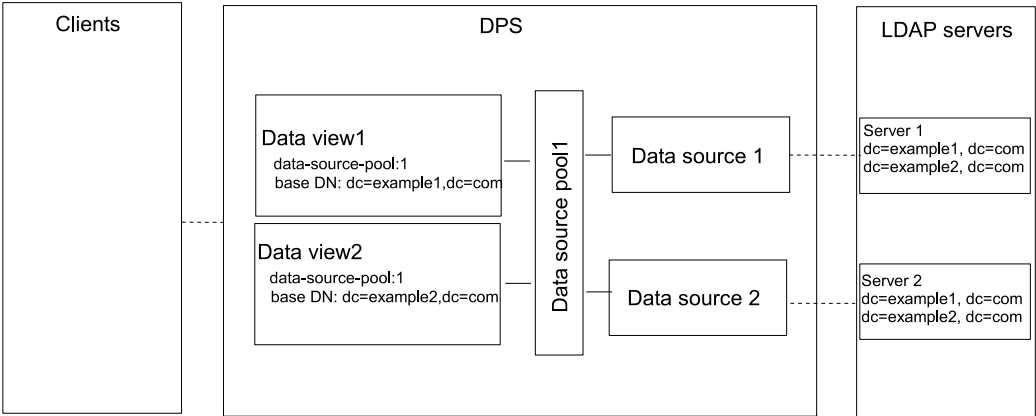 Clients
DPS
LDAP servers
Data view1
data-source-pool:1
base DN: dc=example1,dc=com
Data view2
data-source-pool:1
base DN: dc=example2,dc=com
Data source pool1
Data source 1
Data source 2
Server 1
dc=example1, dc=com
dc=example2, dc=com
Server 2
dc=example1, dc=com
dc=example2, dc=com